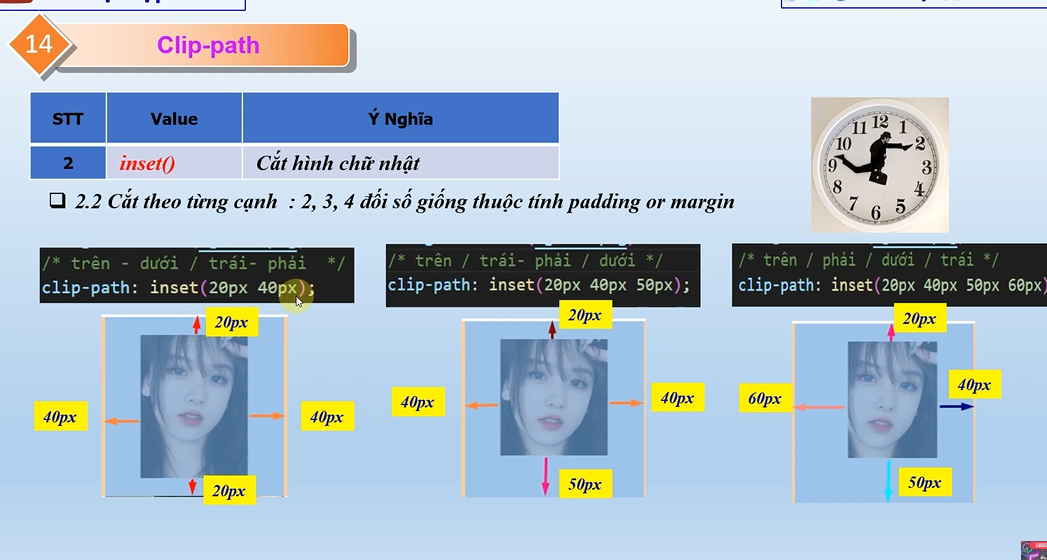 14
Clip-path
STT Value Ý Nghĩa
2 inset() Cắt hình chữ nhật
2.2 Cắt theo từng cạnh : 2, 3, 4 đối số giống thuộc tính padding or margin
12
11 1
10 2
9 3
8 4
7 5
6
/* trên - dưới / trái- phải */
clip-path: inset(20px 40px);
20px
40px 40px
20px
/* trên / trái- phải / dưới */
clip-path: inset(20px 40px 50px);
20px
40px 40px
50px
/* trên / phải / dưới / trái */
clip-path: inset(20px 40px 50px 60px)
20px
60px 40px
50px